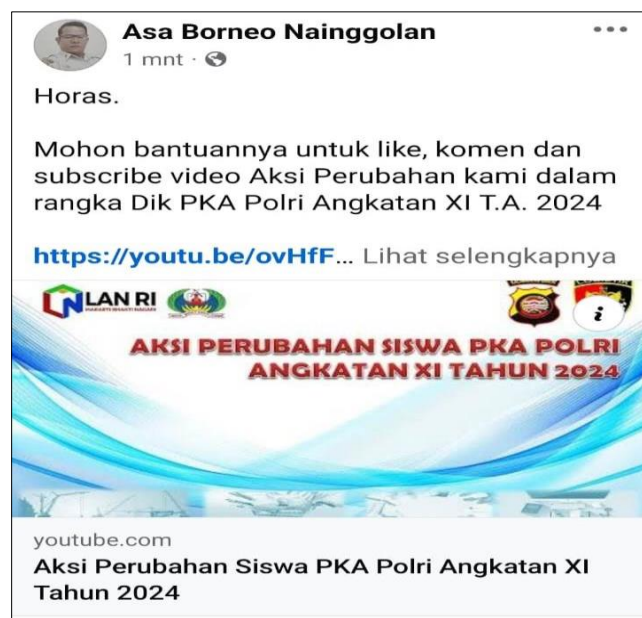 Asa Borneo Nainggolan
1 mnt ·
Horas.
Mohon bantuannya untuk like, komen dan
subscribe video Aksi Perubahan kami dalam
rangka Dik PKA Polri Angkatan XI T.A. 2024
https://youtu.be/ovHfF... Lihat selengkapnya
LAN RI
i
AKSI PERUBAHAN SISWA PKA POLRI
ANGKATAN XI TAHUN 2024
youtube.com
Aksi Perubahan Siswa PKA Polri Angkatan XI
Tahun 2024